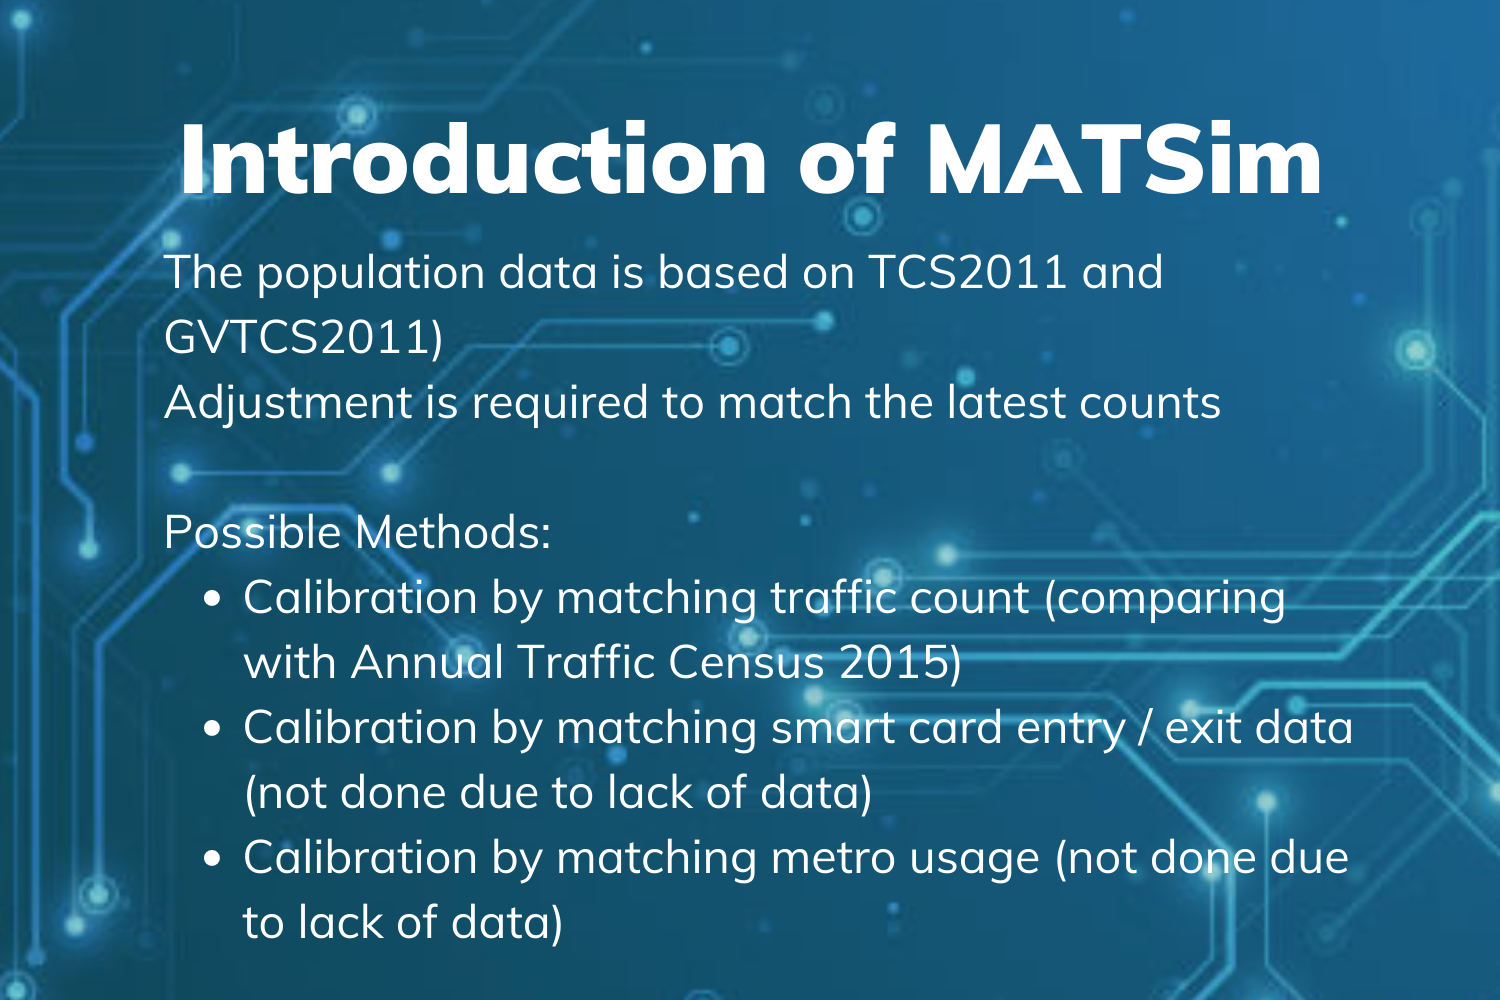 Introduction of MATSim
The population data is based on TCS2011 and
GVTCS2011)
Adjustment is required to match the latest counts
Possible Methods:
• Calibration by matching traffic count (comparing
with Annual Traffic Census 2015)
• Calibration by matching smart card entry / exit data
(not done due to lack of data)
• Calibration by matching metro usage (not done due
to lack of data)